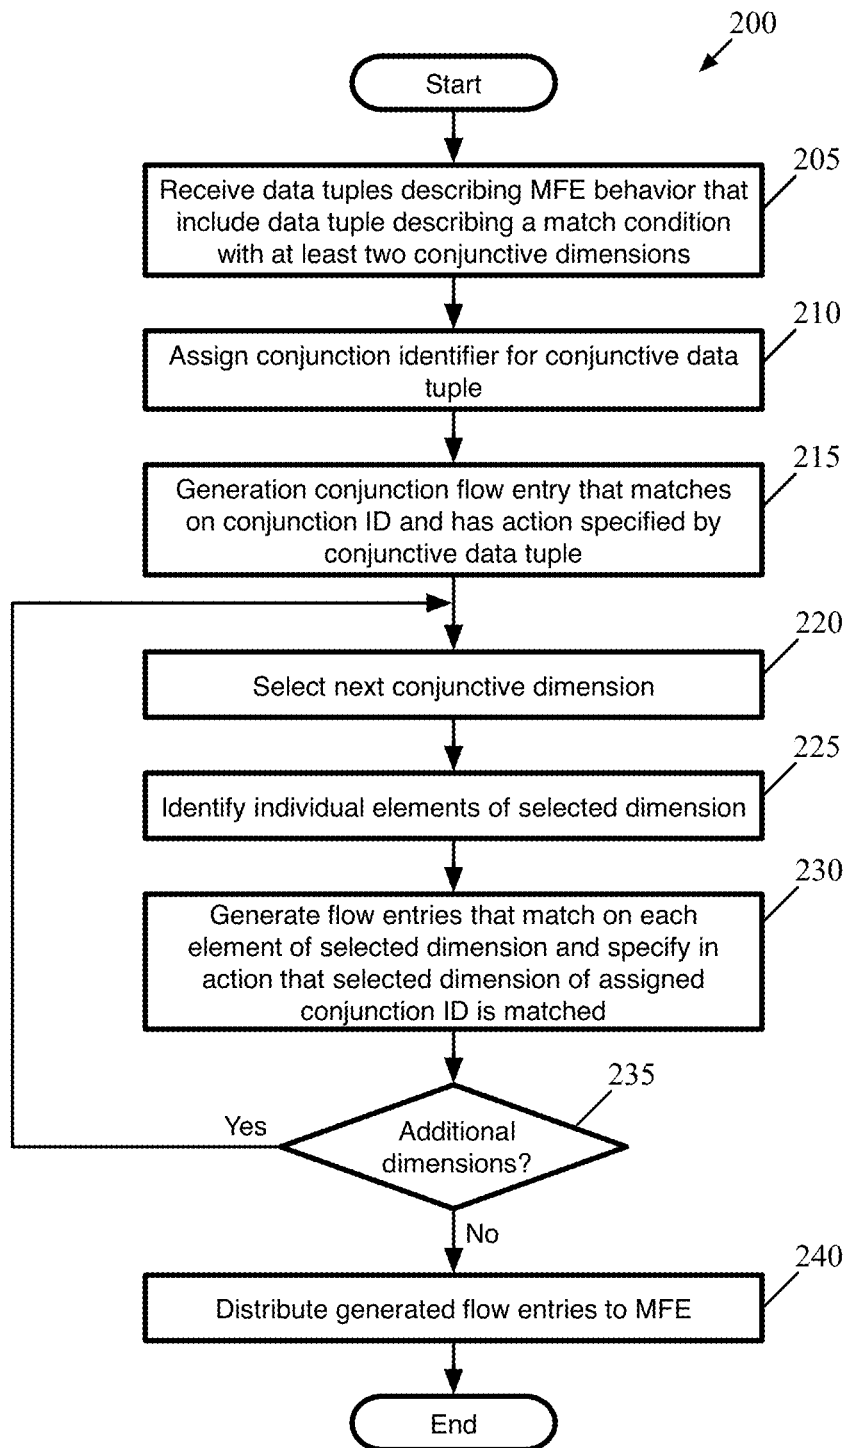 200
Start
205
Receive data tuples describing MFE behavior that
include data tuple describing a match condition
with at least two conjunctive dimensions
210
Assign conjunction identifier for conjunctive data
tuple
215
Generation conjunction flow entry that matches
on conjunction ID and has action specified by
conjunctive data tuple
220
Select next conjunctive dimension
225
Identify individual elements of selected dimension
230
Generate flow entries that match on each
element of selected dimension and specify in
action that selected dimension of assigned
conjunction ID is matched
235
Yes
Additional
dimensions?
No
240
Distribute generated flow entries to MFE
End